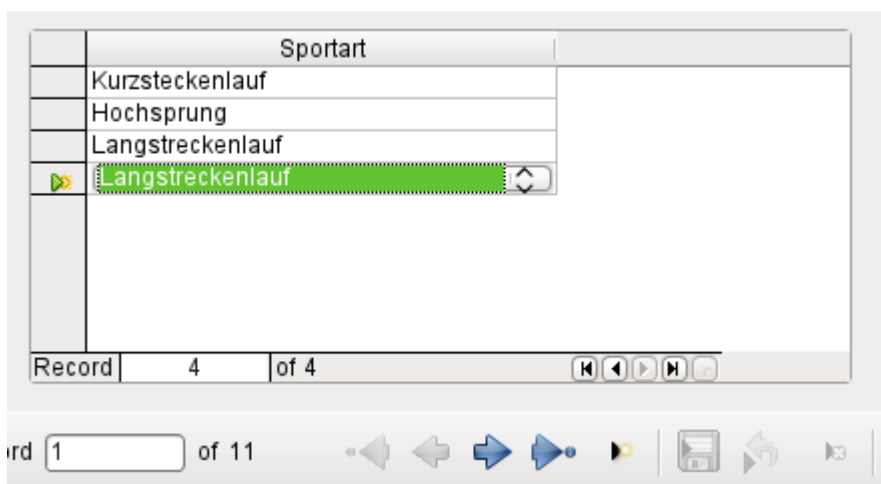 Sportart
Kurzsteckenlauf
Hochsprung
Langstreckenlauf
Langstreckenlauf
Record 4 of 4
rd 1 of 11